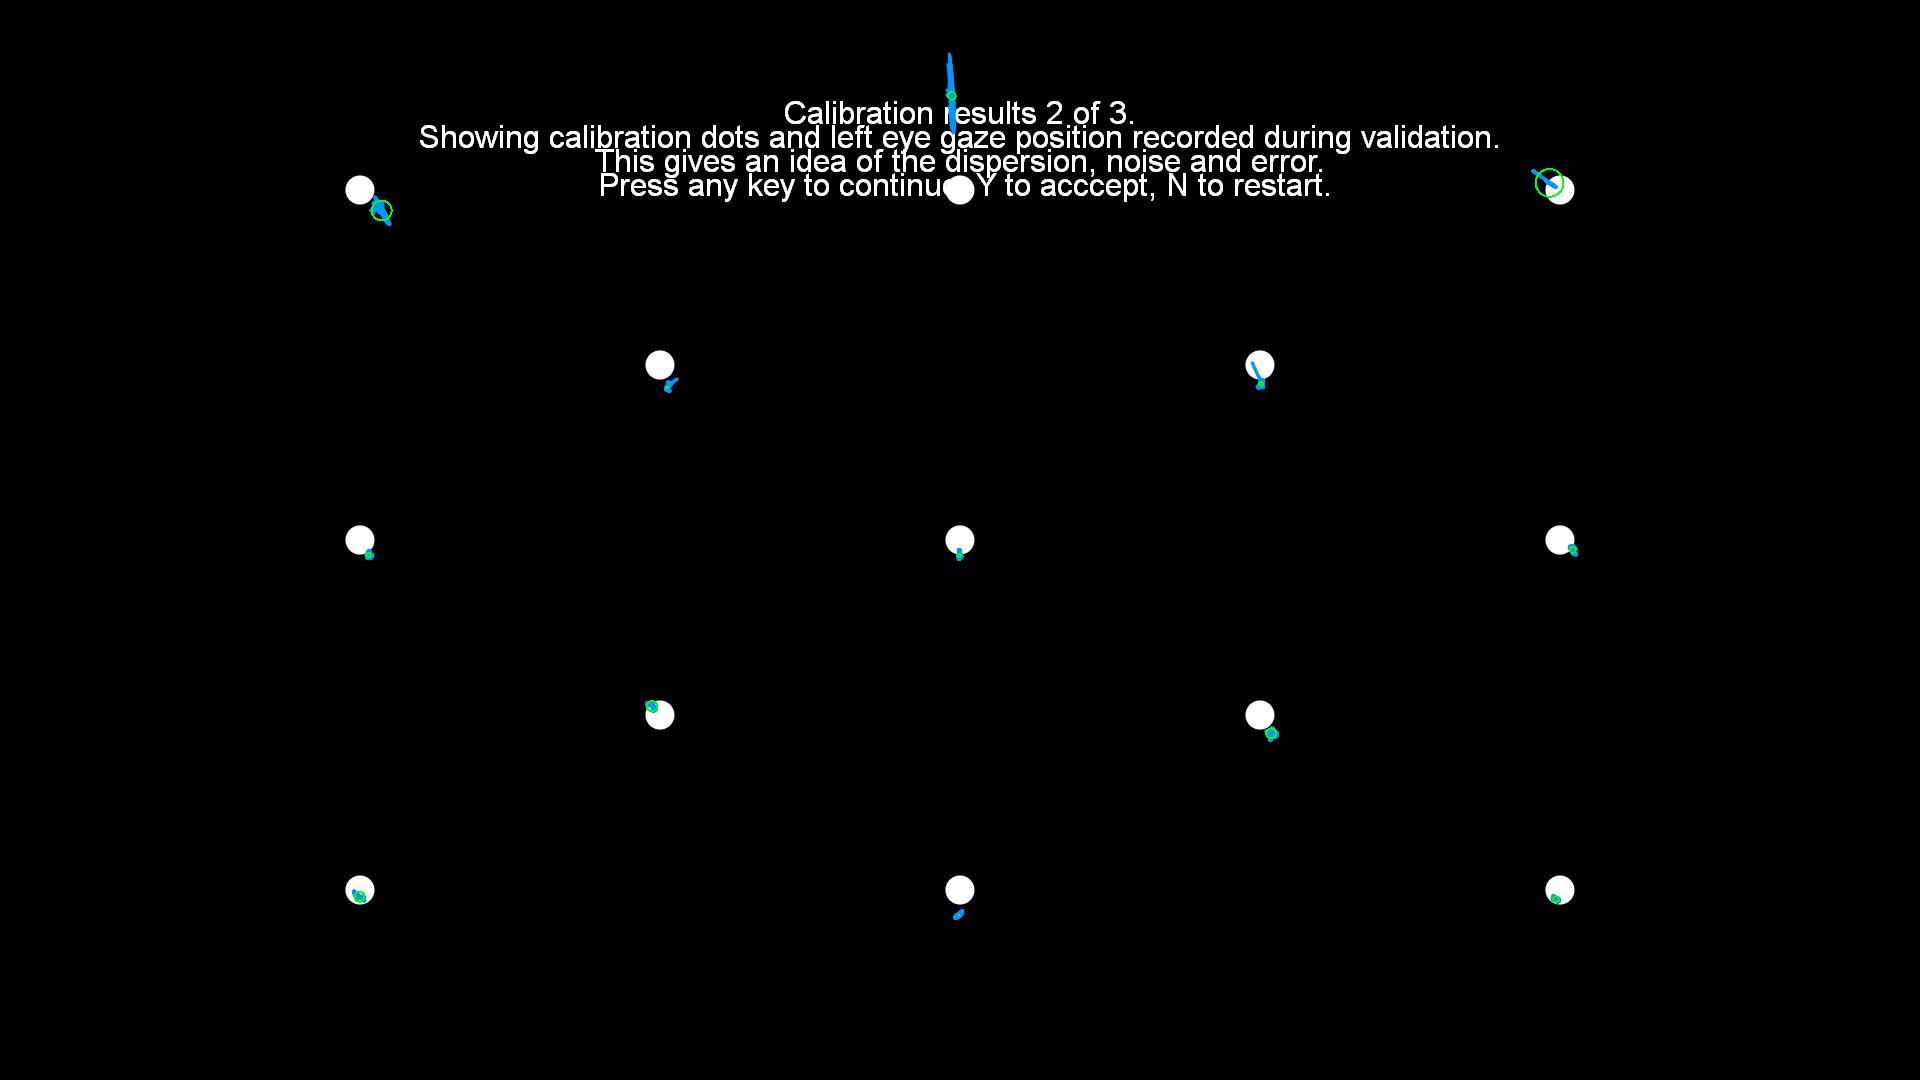 Calibration results 2 of 3.
Showing calibration dots and left eye gaze position recorded during validation.
This gives an idea of the dispersion, noise and error.
Press any key to continue, Y to acccept, N to restart.